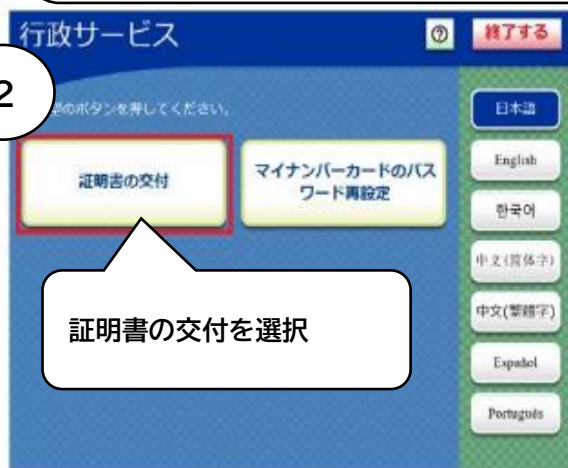 行政サービス
終了する
2
のボタンを押してください。
日本語
証明書の交付
マイナンバーカードのパス
ワード再設定
English
한국어
中文(简体字)
中文(繁體字)
証明書の交付を選択
Español
Português